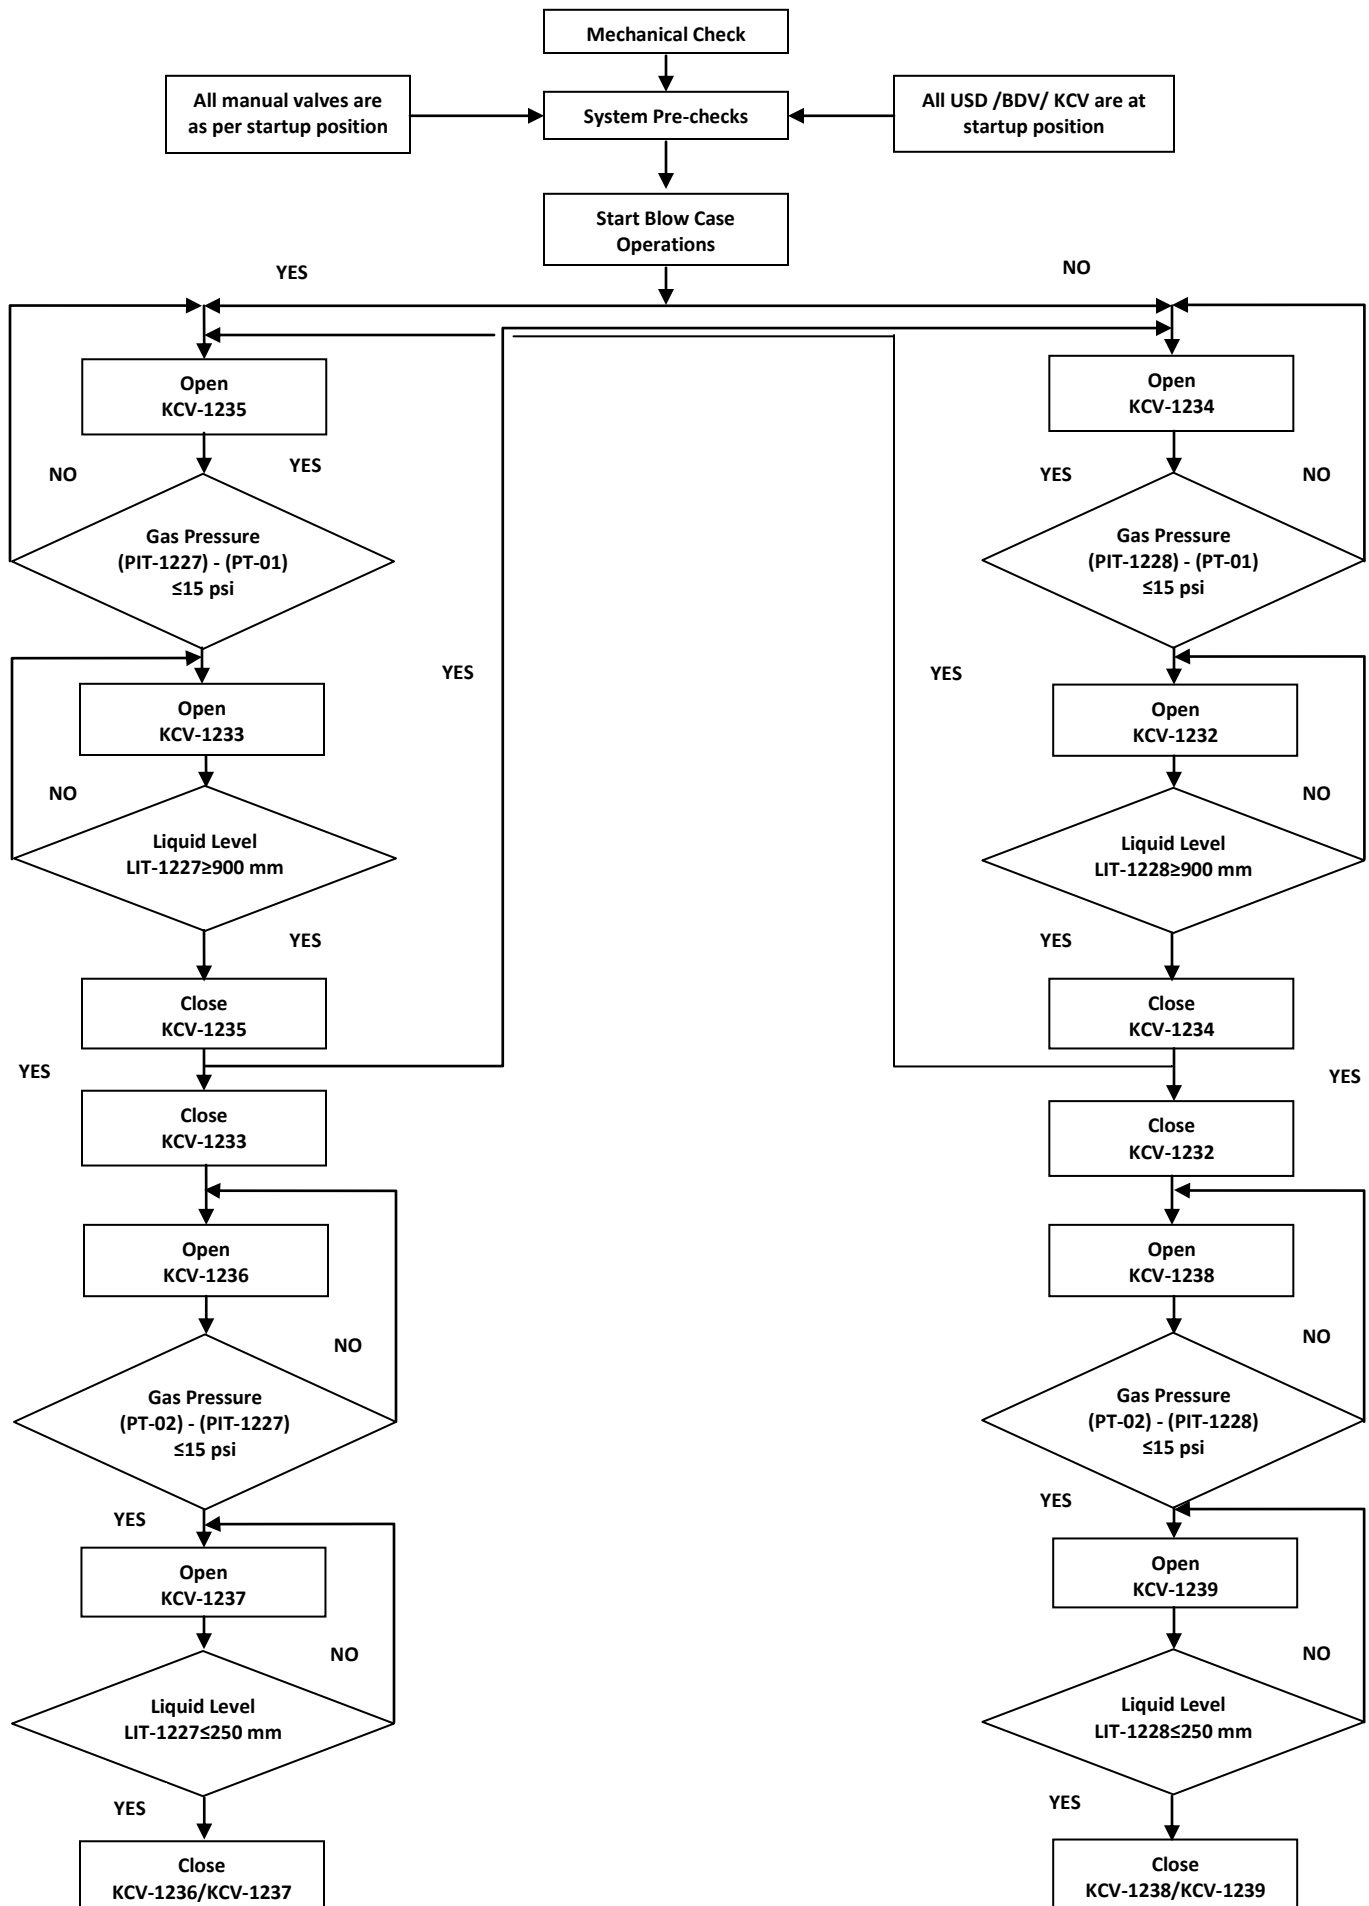 Mechanical Check
All manual valves are
as per startup position
System Pre-checks
All USD /BDV/ KCV are at
startup position
Start Blow Case
Operations
YES
NO
Open
KCV-1235
Open
KCV-1234
NO
YES
YES
NO
Gas Pressure
(PIT-1227) - (PT-01)
≤15 psi
Gas Pressure
(PIT-1228) - (PT-01)
≤15 psi
YES
YES
Open
KCV-1233
Open
KCV-1232
NO
NO
Liquid Level
LIT-1227≥900 mm
Liquid Level
LIT-1228≥900 mm
YES
YES
Close
KCV-1235
Close
KCV-1234
YES
YES
Close
KCV-1233
Close
KCV-1232
Open
KCV-1236
Open
KCV-1238
NO
NO
Gas Pressure
(PT-02) - (PIT-1227)
≤15 psi
Gas Pressure
(PT-02) - (PIT-1228)
≤15 psi
YES
YES
Open
KCV-1237
Open
KCV-1239
NO
NO
Liquid Level
LIT-1227≤250 mm
Liquid Level
LIT-1228≤250 mm
YES
YES
Close
KCV-1236/KCV-1237
Close
KCV-1238/KCV-1239